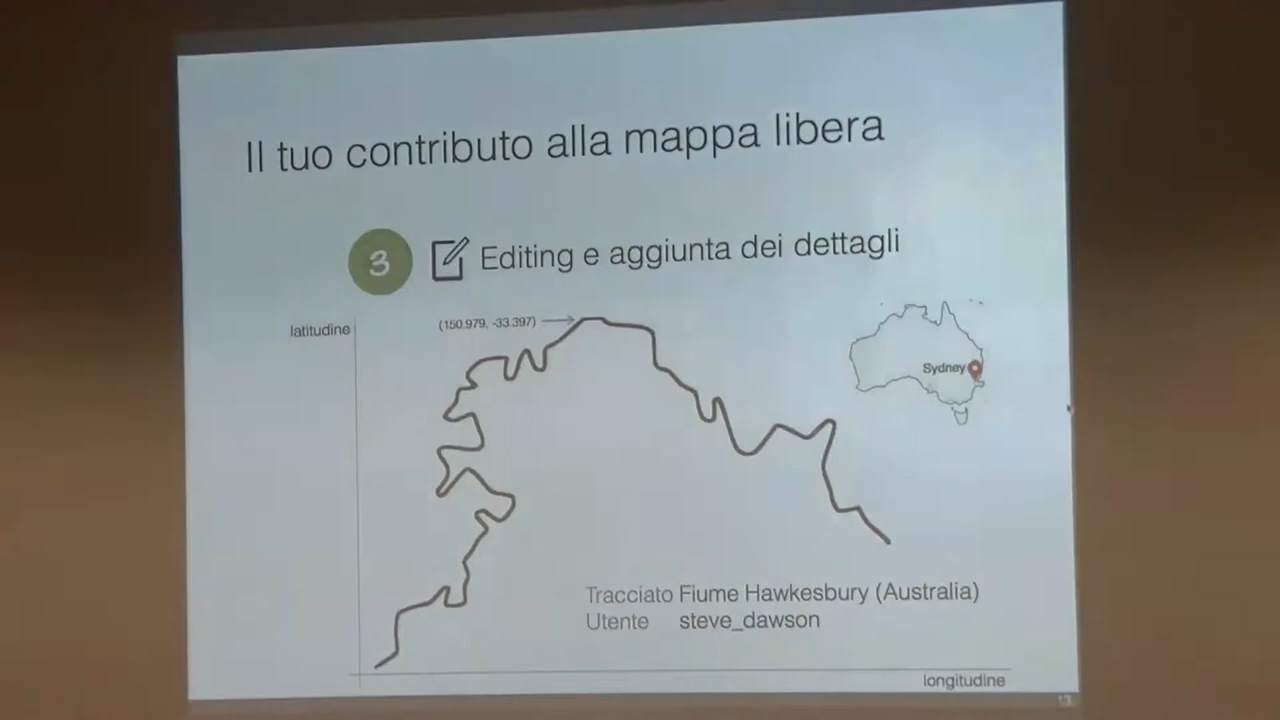 Il tuo contributo alla mappa libera
3 Editing e aggiunta dei dettagli
latitudine
(150.979, -33.397)
Sydney
Tracciato Fiume Hawkesbury (Australia)
Utente steve_dawson
longitudine
13